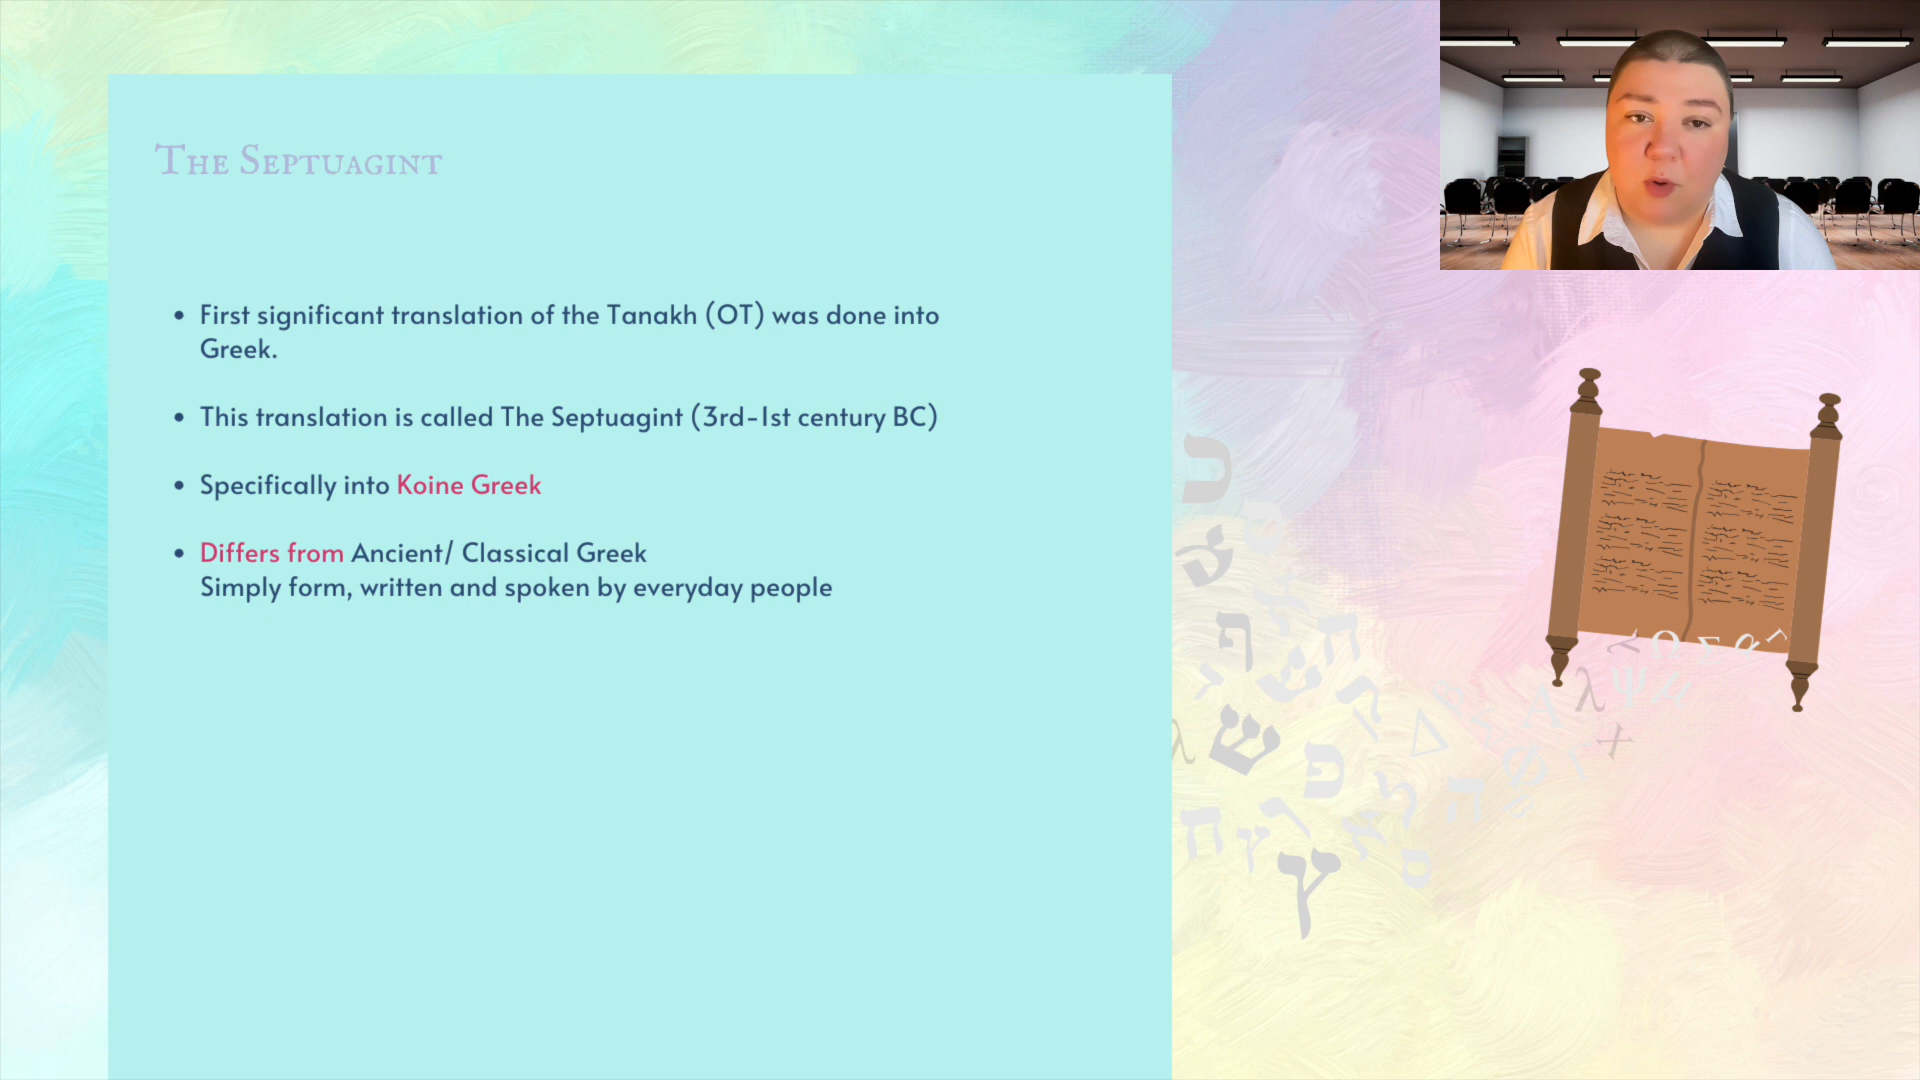 The Septuagint
• First significant translation of the Tanakh (OT) was done into
Greek.
• This translation is called The Septuagint (3rd-1st century BC)
• Specifically into Koine Greek
• Differs from Ancient/ Classical Greek
Simply form, written and spoken by everyday people